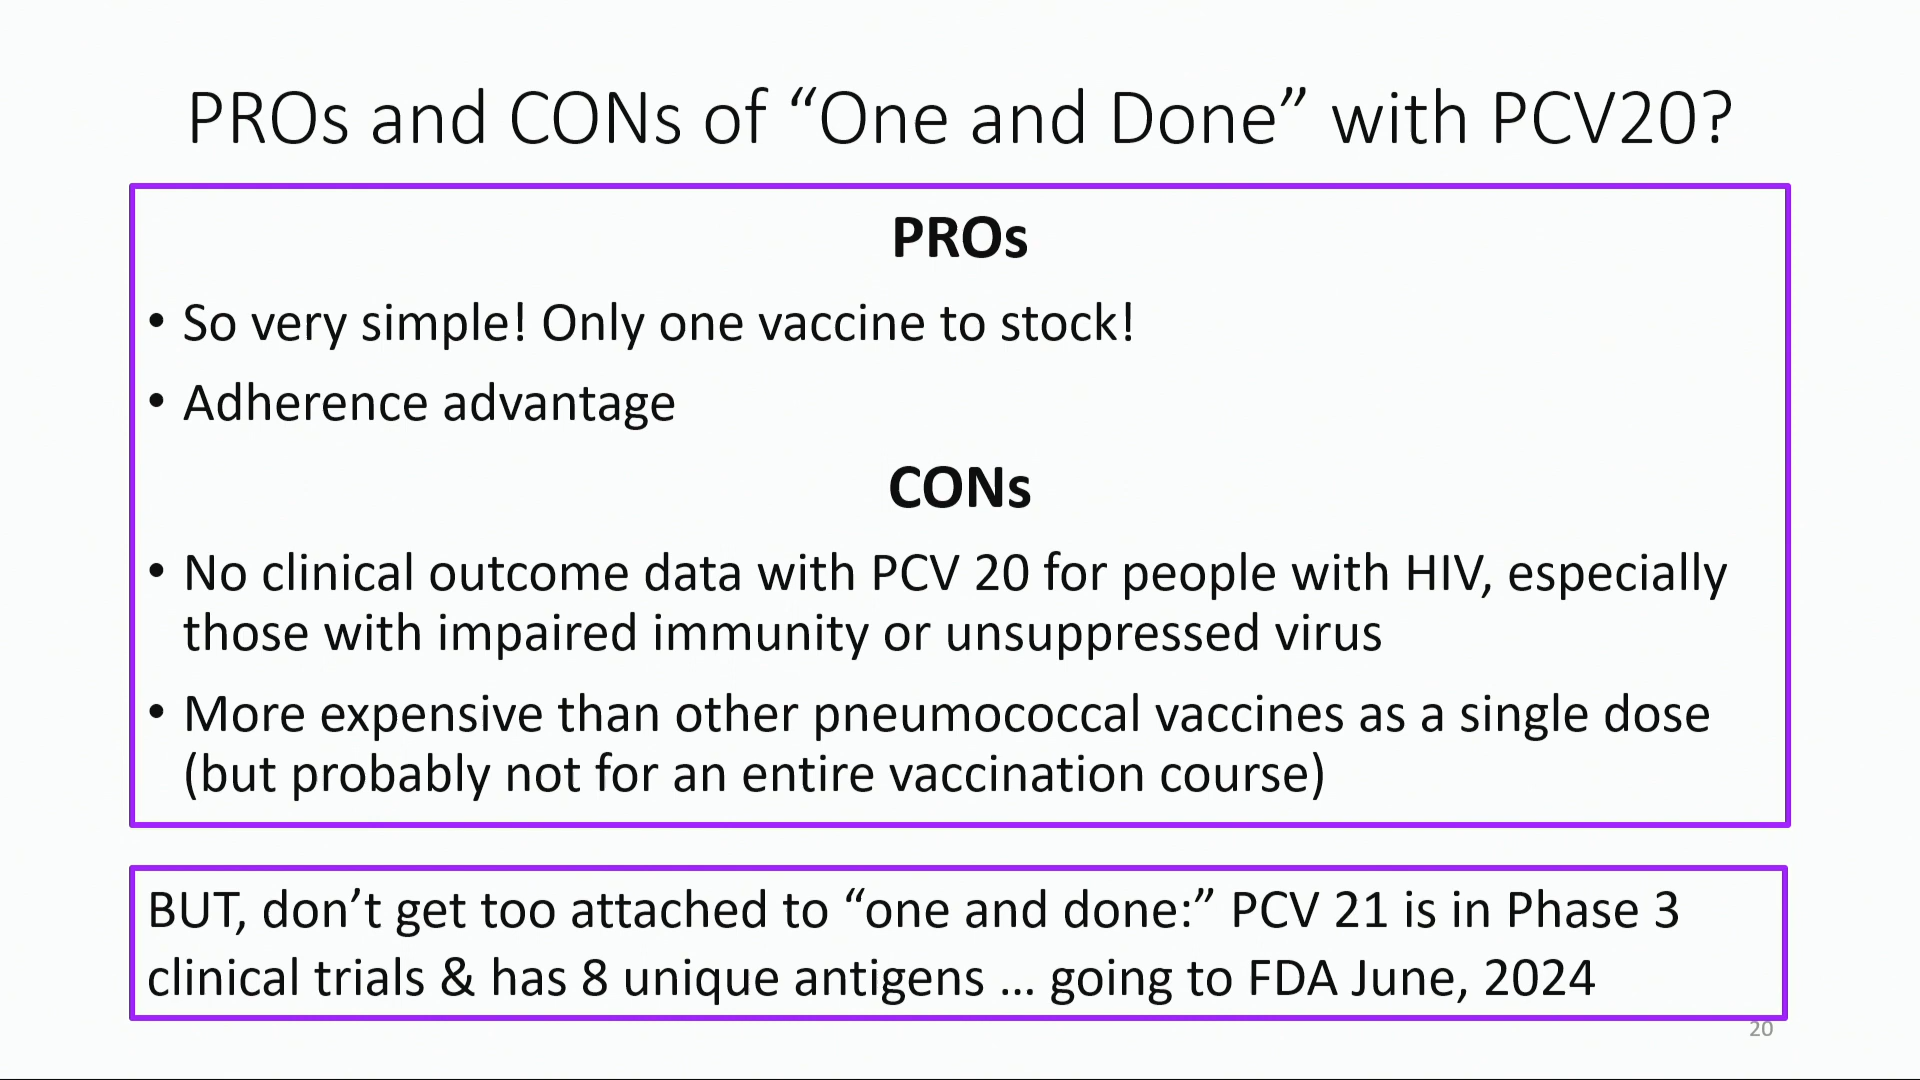 PROs and CONs of “One and Done” with PCV20?
PROs
• So very simple! Only one vaccine to stock!
• Adherence advantage
CONs
• No clinical outcome data with PCV 20 for people with HIV, especially
those with impaired immunity or unsuppressed virus
• More expensive than other pneumococcal vaccines as a single dose
(but probably not for an entire vaccination course)
BUT, don’t get too attached to “one and done:” PCV 21 is in Phase 3
clinical trials & has 8 unique antigens … going to FDA June, 2024
20